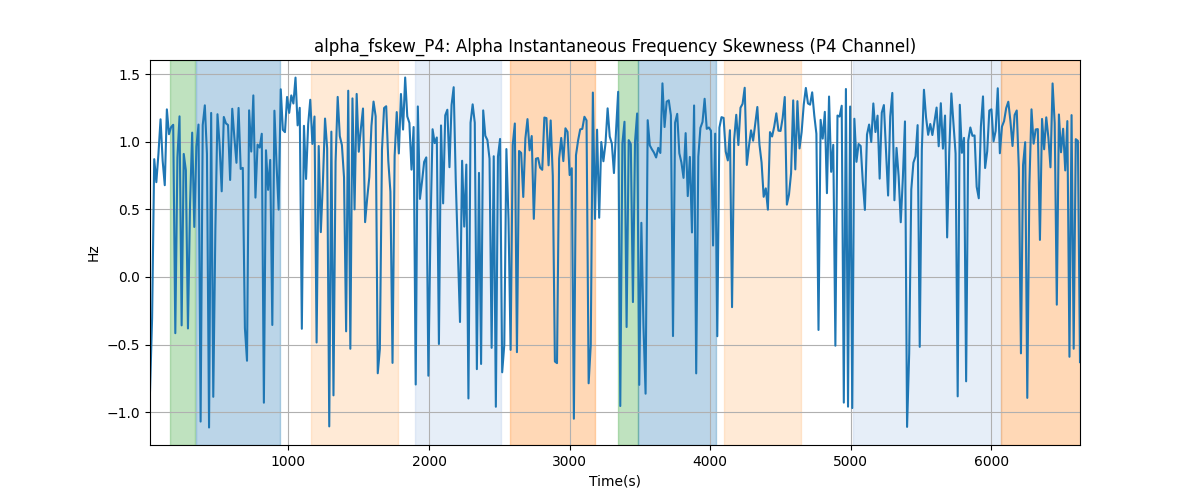 alpha_fskew_P4: Alpha Instantaneous Frequency Skewness (P4 Channel)
1.5
1.0
0.5
0.0
−0.5
−1.0
Hz
1000 2000 3000 4000 5000 6000
Time(s)